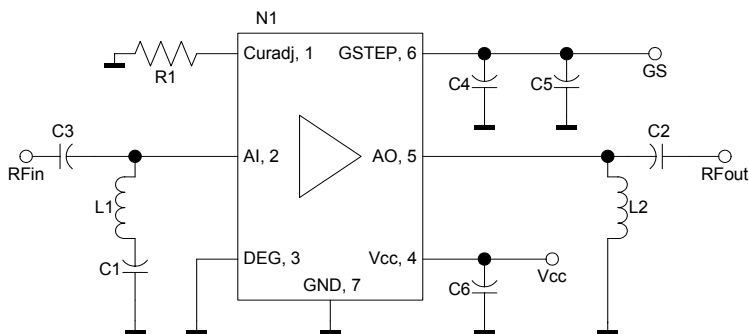 N1
Curadj, 1
GSTEP, 6
R1
C4
C5
GS
C3
C2
RFin
AI, 2
AO, 5
RFout
L1
L2
C1
DEG, 3
Vcc, 4
GND, 7
C6
Vcc